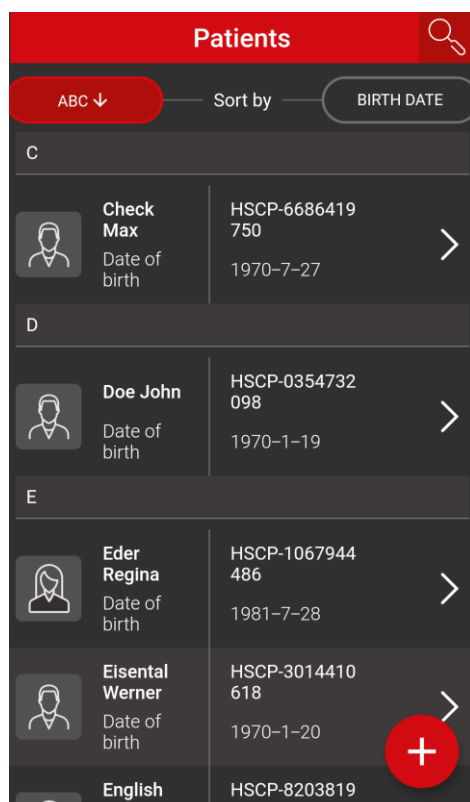 Patients
ABC ↓ Sort by BIRTH DATE
C
Check
Max
HSCP-6686419
750
Date of
birth
1970–7–27
D
Doe John
HSCP-0354732
098
Date of
birth
1970–1–19
E
Eder
Regina
HSCP-1067944
486
Date of
birth
1981–7–28
Eisental
Werner
HSCP-3014410
618
Date of
birth
1970–1–20
English
HSCP-8203819